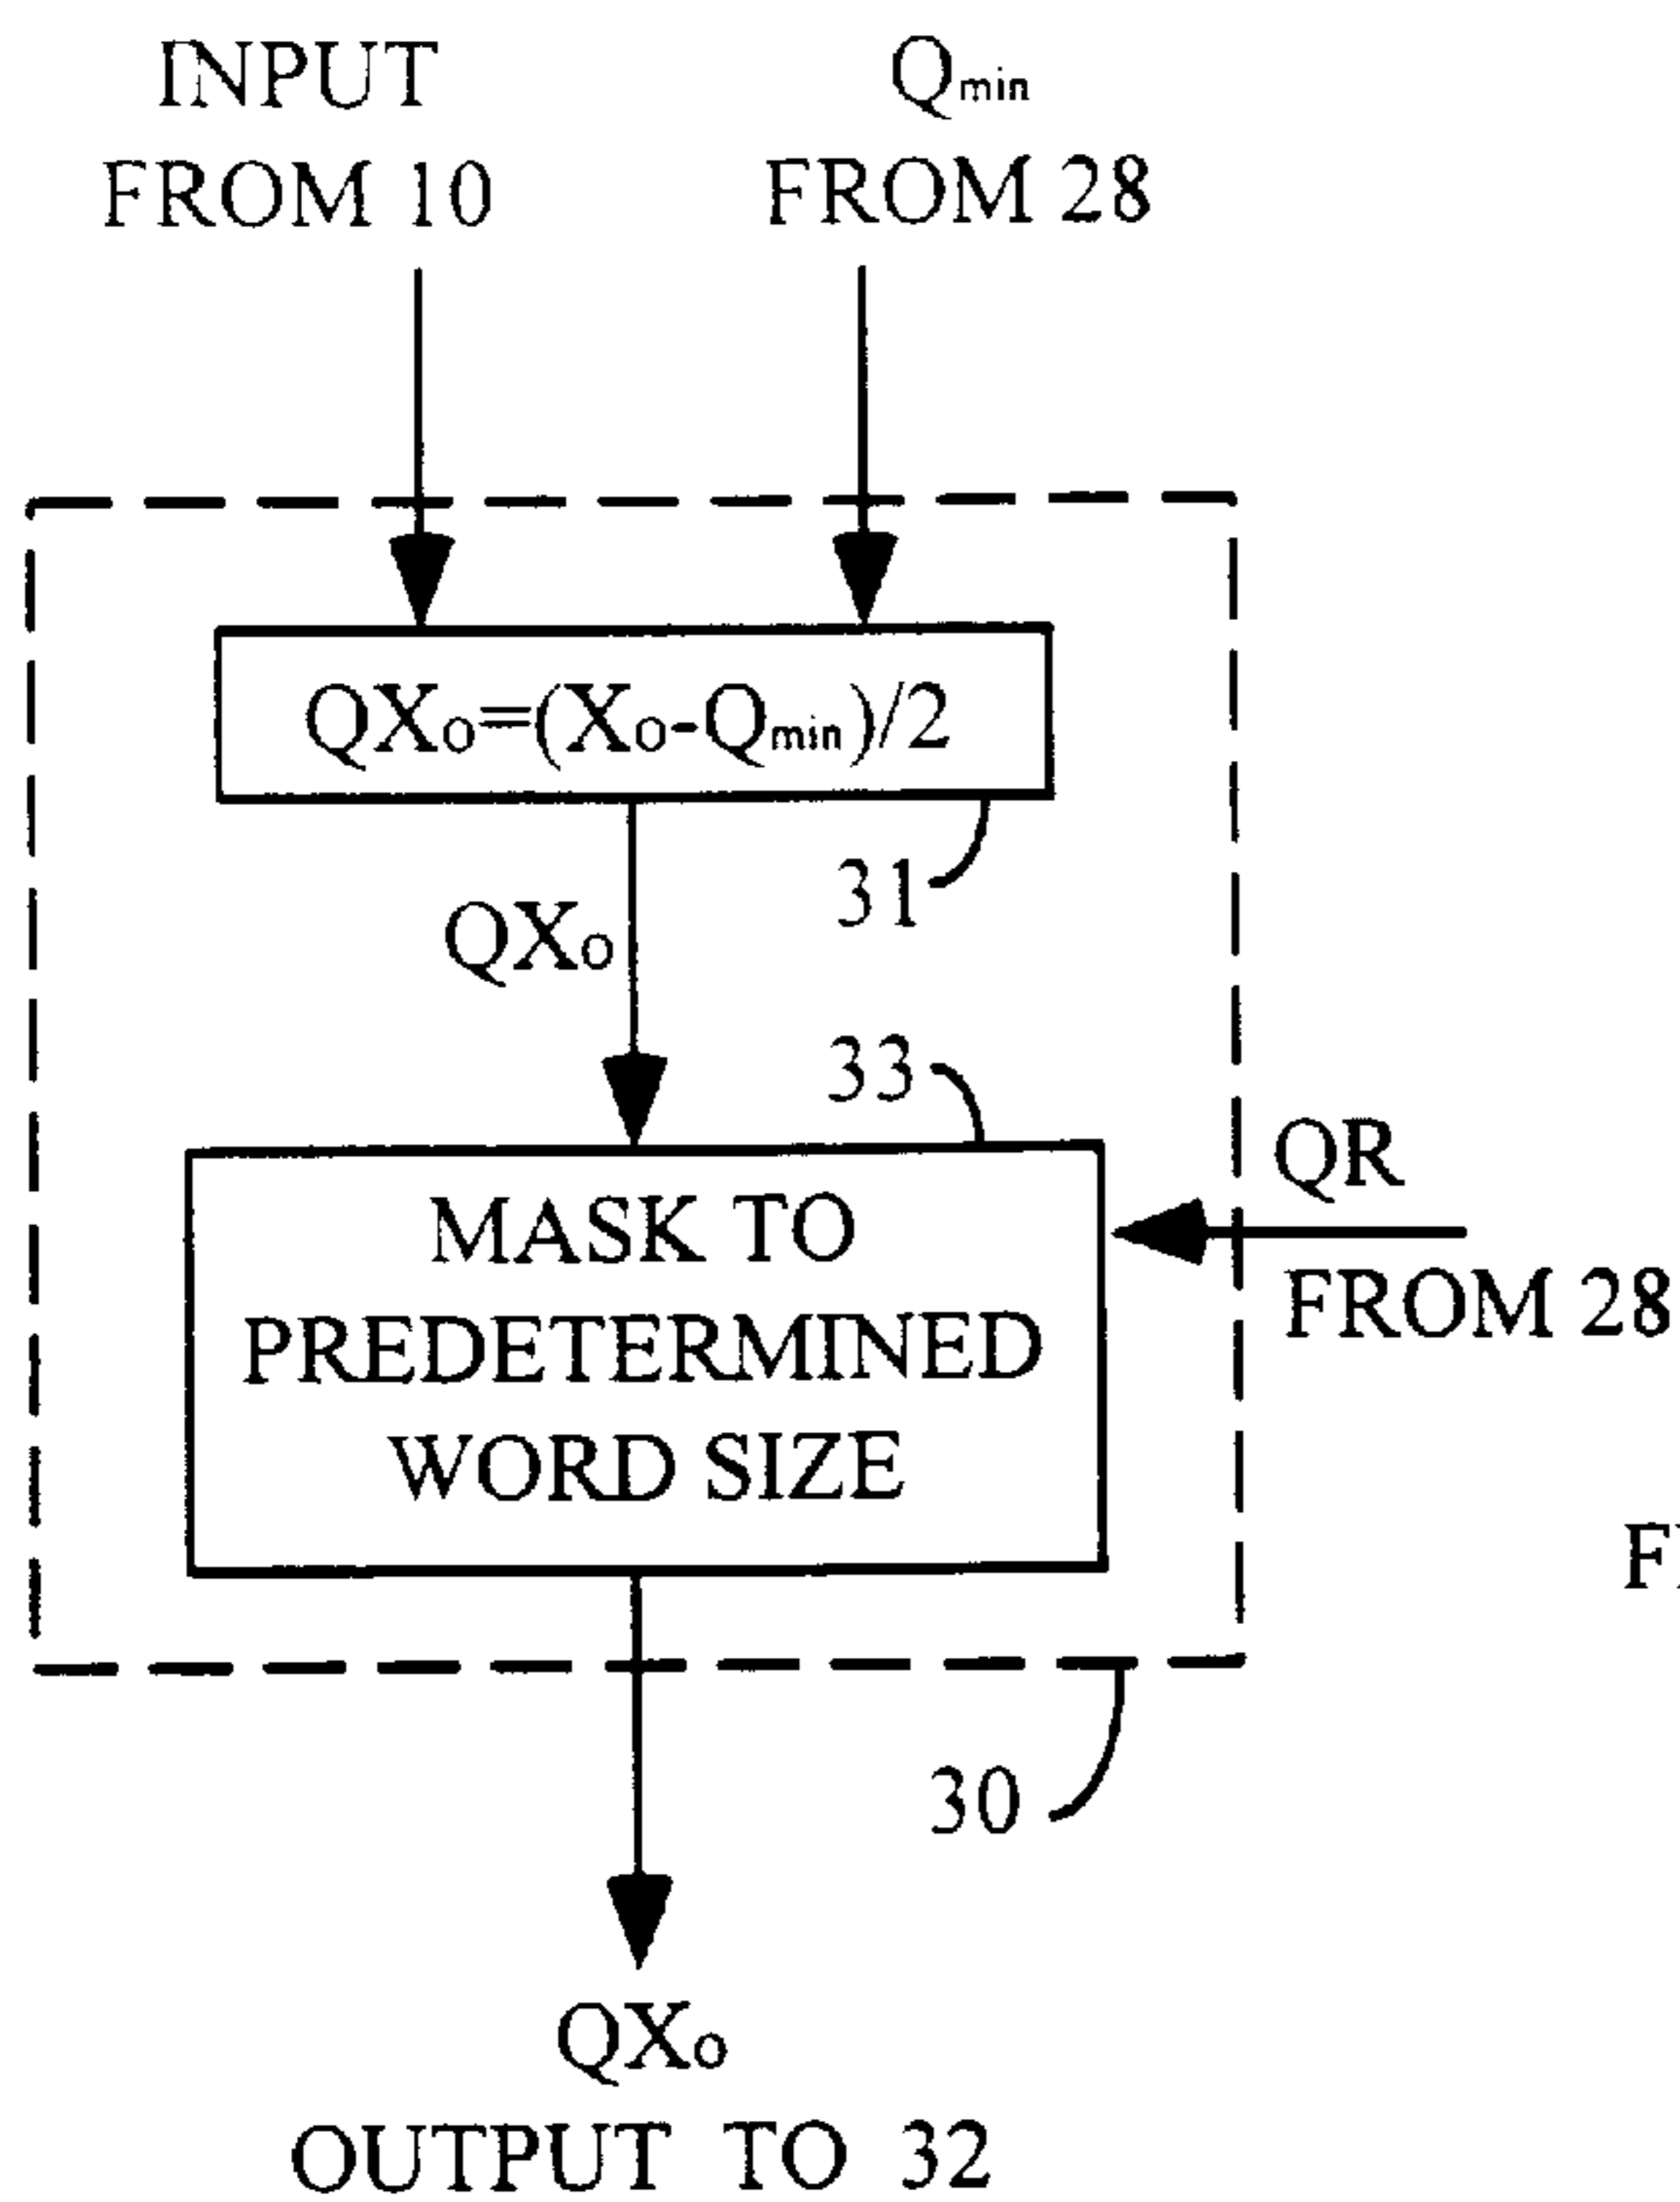 INPUT
FROM 10
Qmin
FROM 28
QXo=(Xo-Qmin)/2
31
QXo
33
QR
FROM 28
MASK TO
PREDETERMINED
WORD SIZE
30
QXo
OUTPUT TO 32